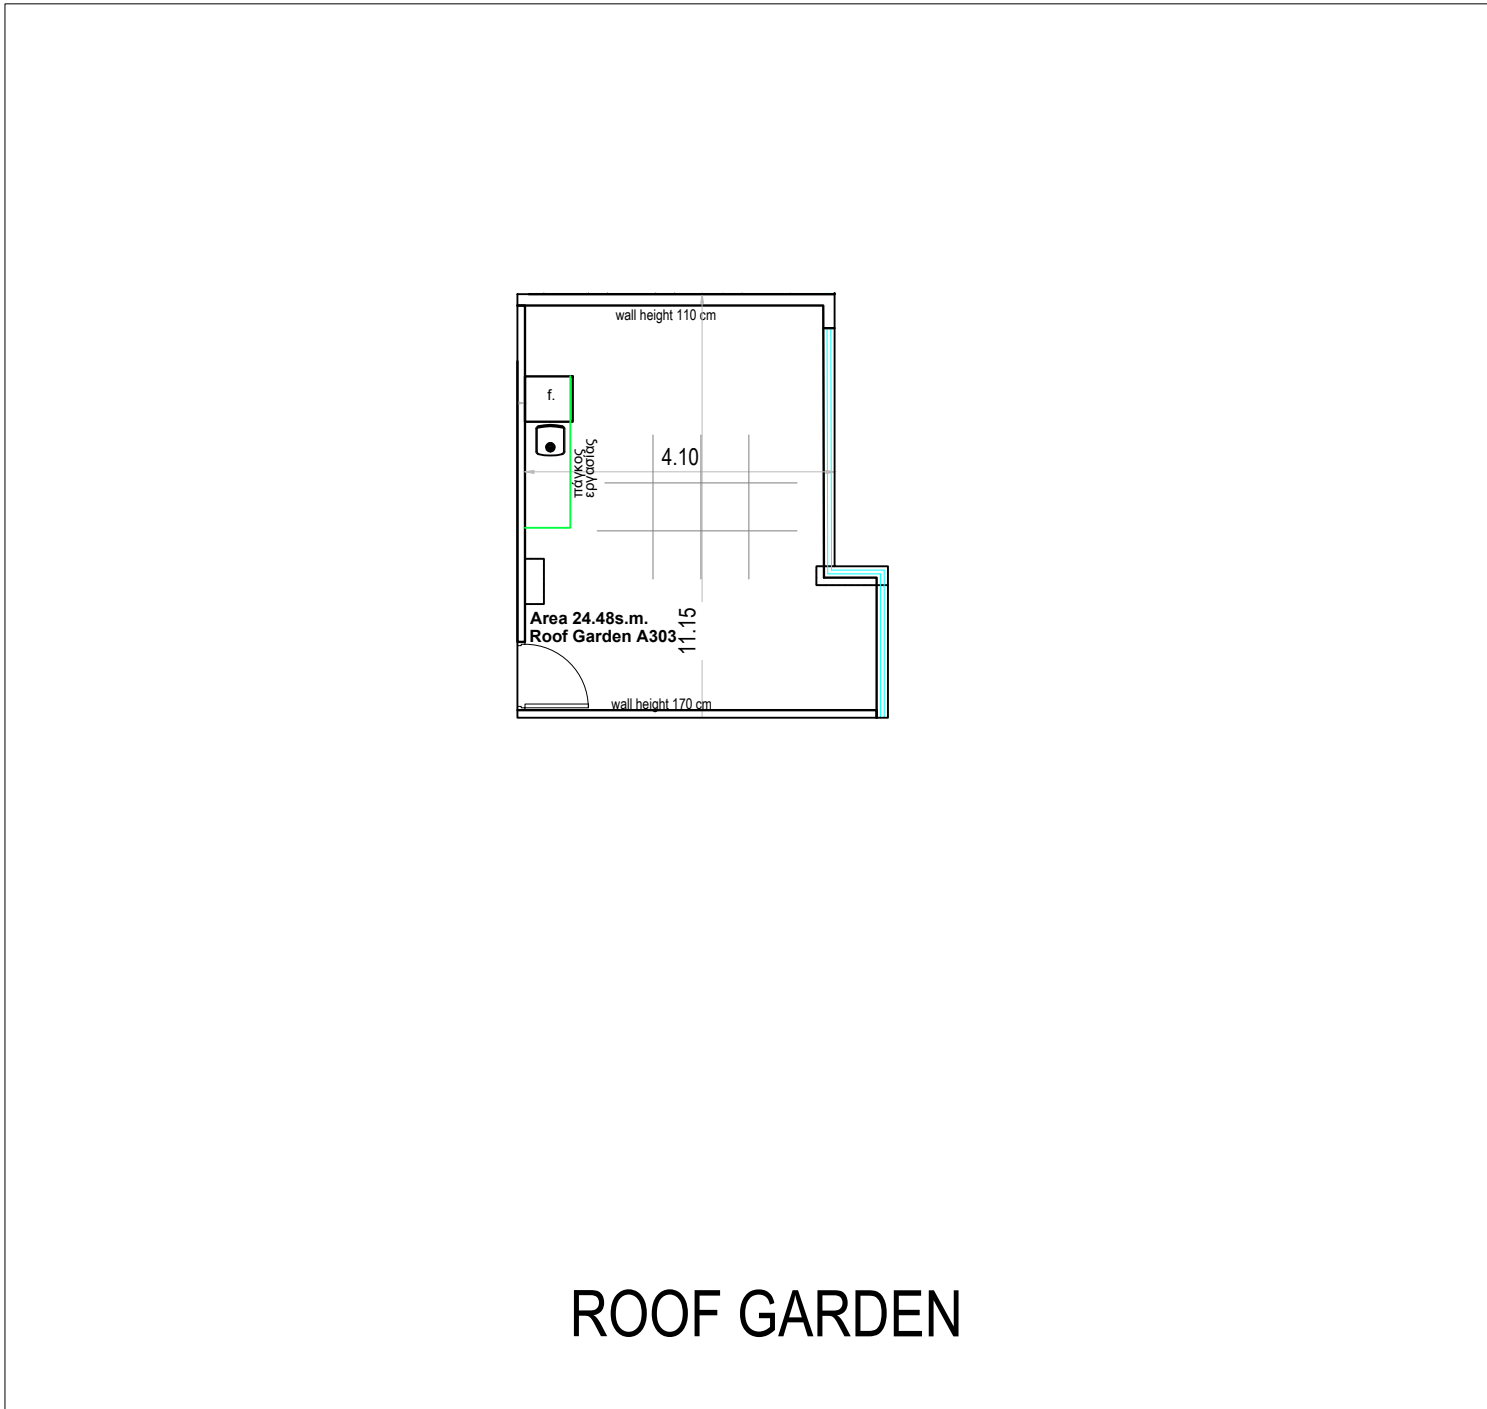 wall height 110 cm
f.
4.10
πάγκος
εργασίας
Area 24.48s.m.
Roof Garden A303
11.15
wall height 170 cm
ROOF GARDEN